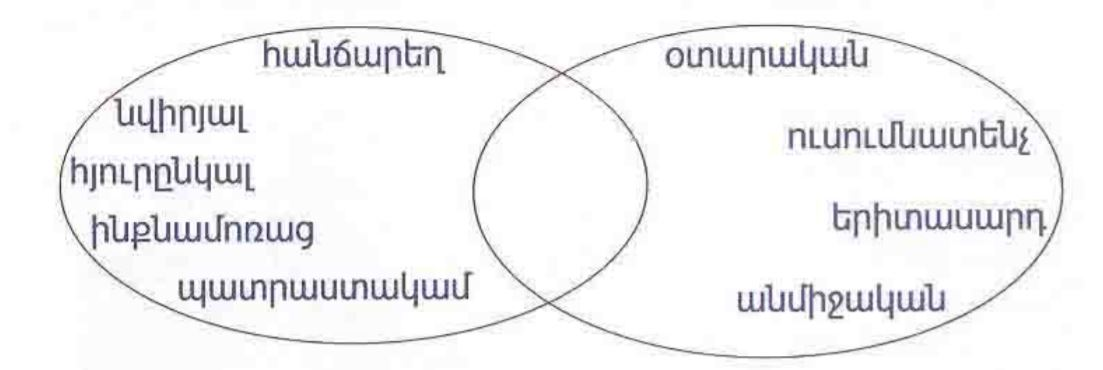 հանճարեղ
նվիրյալ
հյուրընկալ
ինքնամոռաց
պատրաստակամ
օտարական
ուսումնատենչ
երիտասարդ
անմիջական